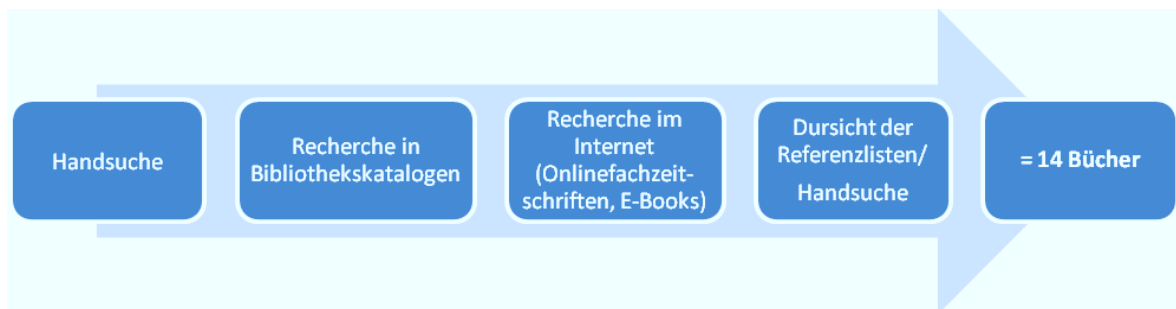 Handsuche
Recherche in
Bibliothekskatalogen
Recherche im
Internet
(Onlinefachzeit-
schriften, E-Books)
Dursicht der
Referenzlisten/
Handsuche
= 14 Bücher